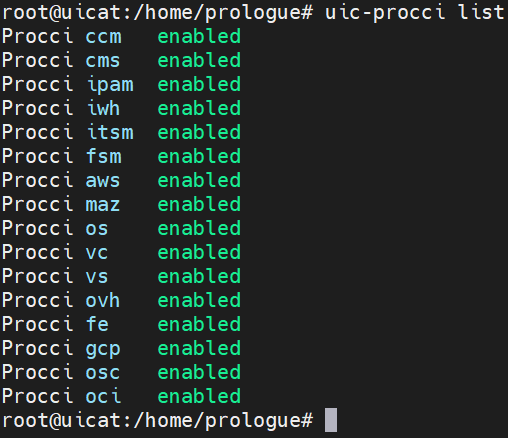 root@uicat:/home/prologue# uic-procci list
Procci ccm   enabled
Procci cms   enabled
Procci ipam  enabled
Procci iwh   enabled
Procci itsm  enabled
Procci fsm   enabled
Procci aws   enabled
Procci maz   enabled
Procci os    enabled
Procci vc    enabled
Procci vs    enabled
Procci ovh   enabled
Procci fe    enabled
Procci gcp   enabled
Procci osc   enabled
Procci oci   enabled
root@uicat:/home/prologue#